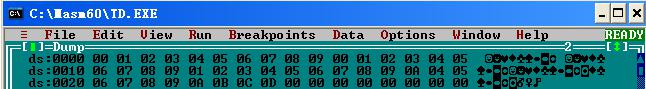 C:\Masm60\TD.EXE
≡ File Edit View Run Breakpoints Data Options Window Help READY
[■]=Dump 2 [↕]
ds:0000 00 01 02 03 04 05 06 07 08 09 00 01 02 03 04 05
ds:0010 06 07 08 09 01 02 03 04 05 06 07 08 09 0A 04 05
ds:0020 06 07 08 09 0A 0B 0C 0D 00 00 00 00 00 00 00 00